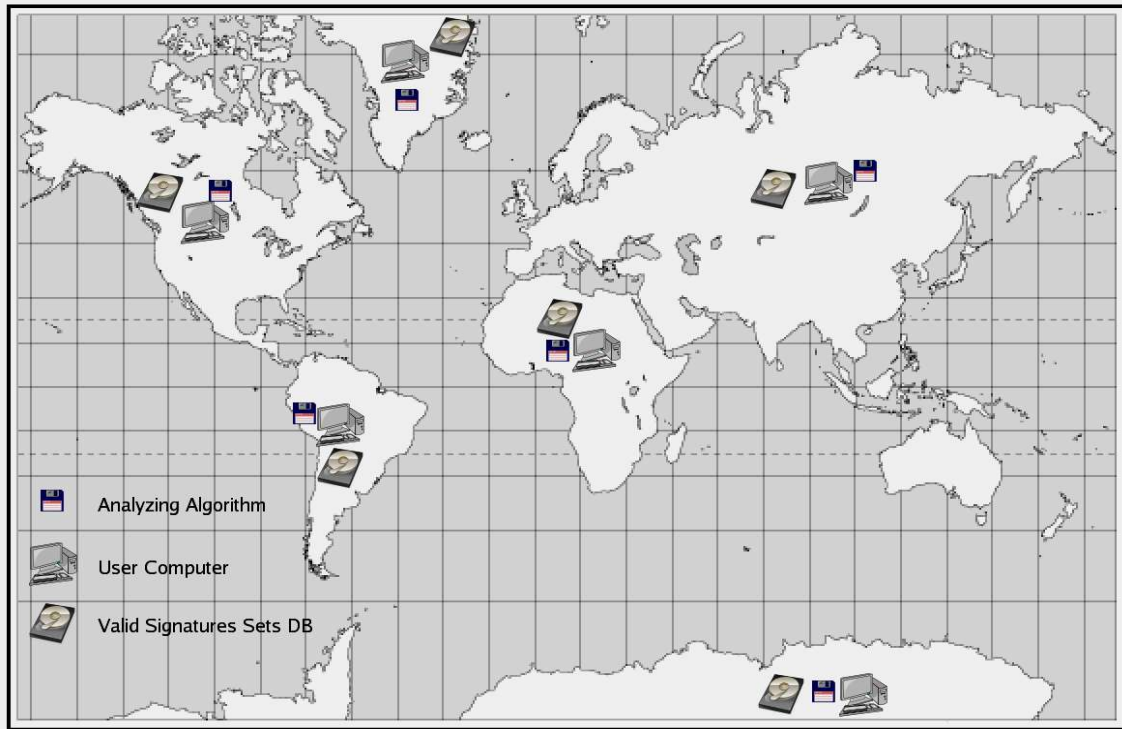 Analyzing Algorithm
User Computer
Valid Signatures Sets DB